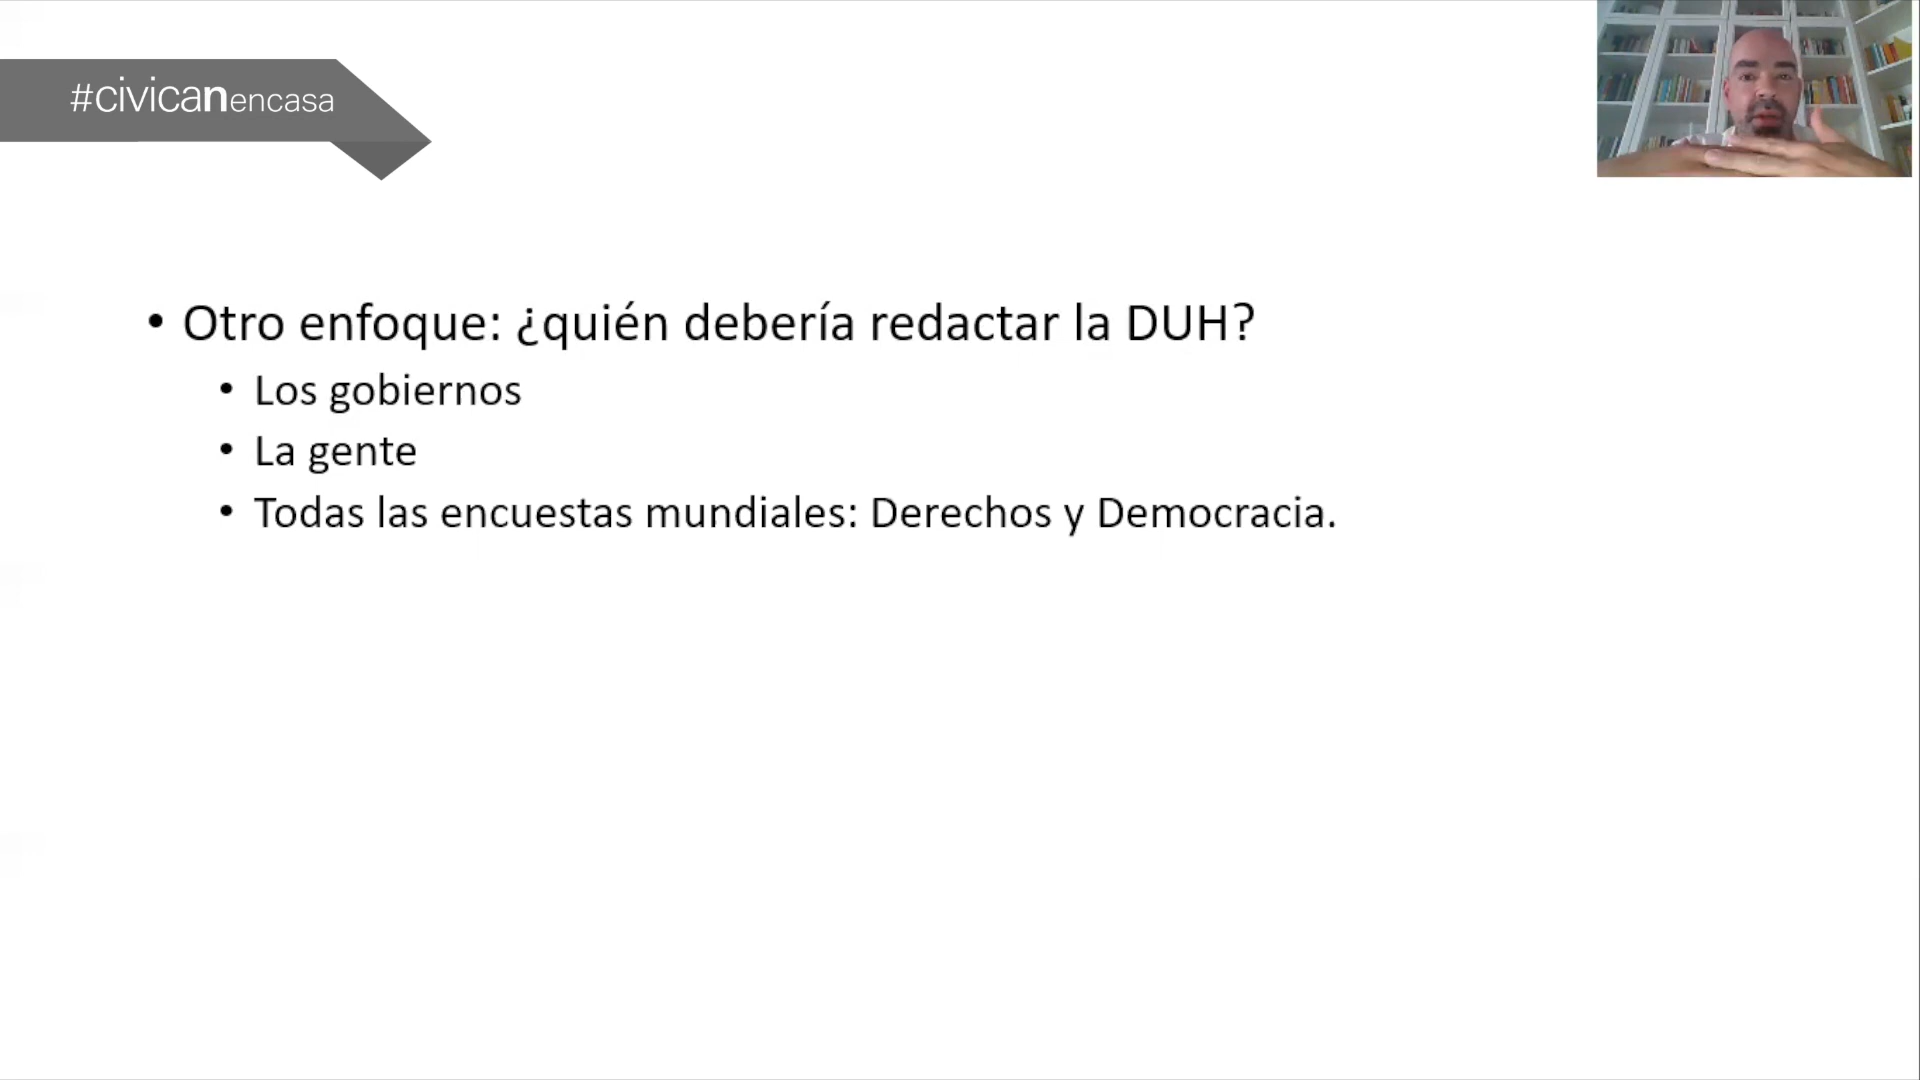 #civicanencasa
• Otro enfoque: ¿quién debería redactar la DUH?
• Los gobiernos
• La gente
• Todas las encuestas mundiales: Derechos y Democracia.